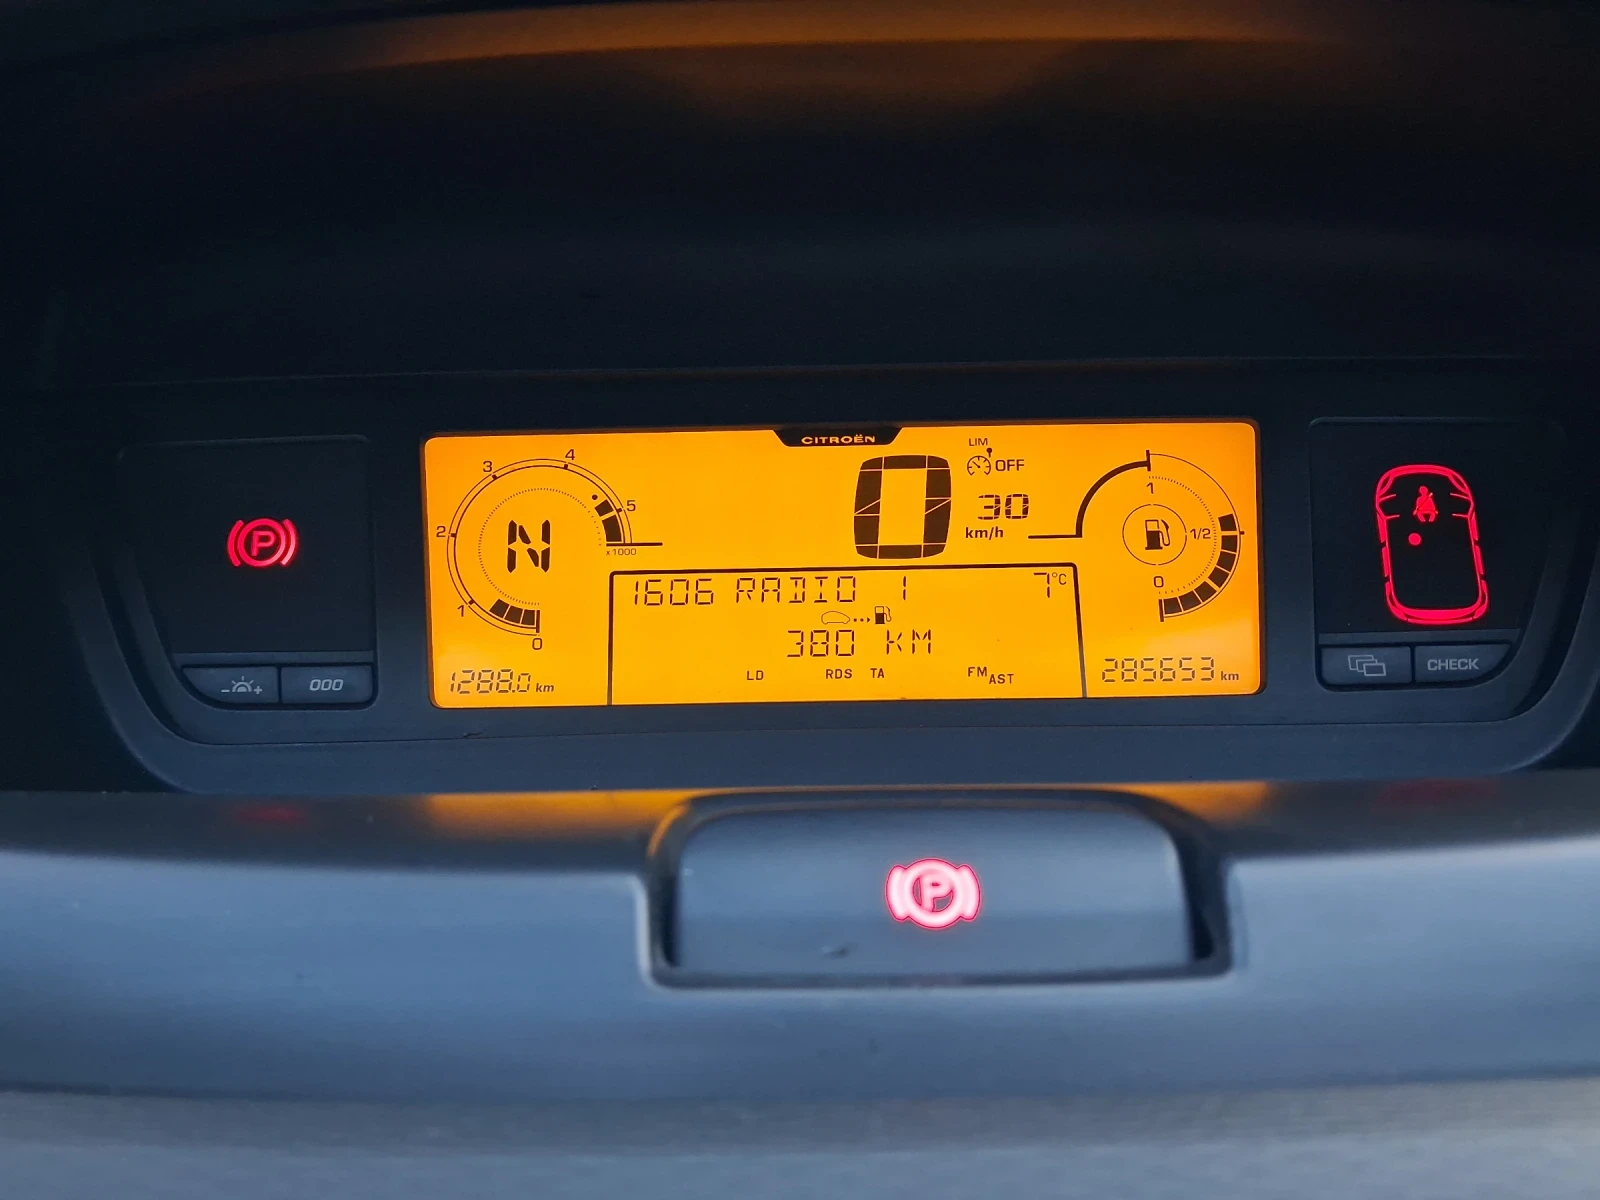 CITROËN
LIM
OFF
30
km/h
0
4
3
5
2
x1000
1
0
N
1
1/2
0
1606 RADIO 1 7°C
380 KM
LD RDS TA FM AST
1288.0 km
285653 km
P
- +
000
CHECK
P